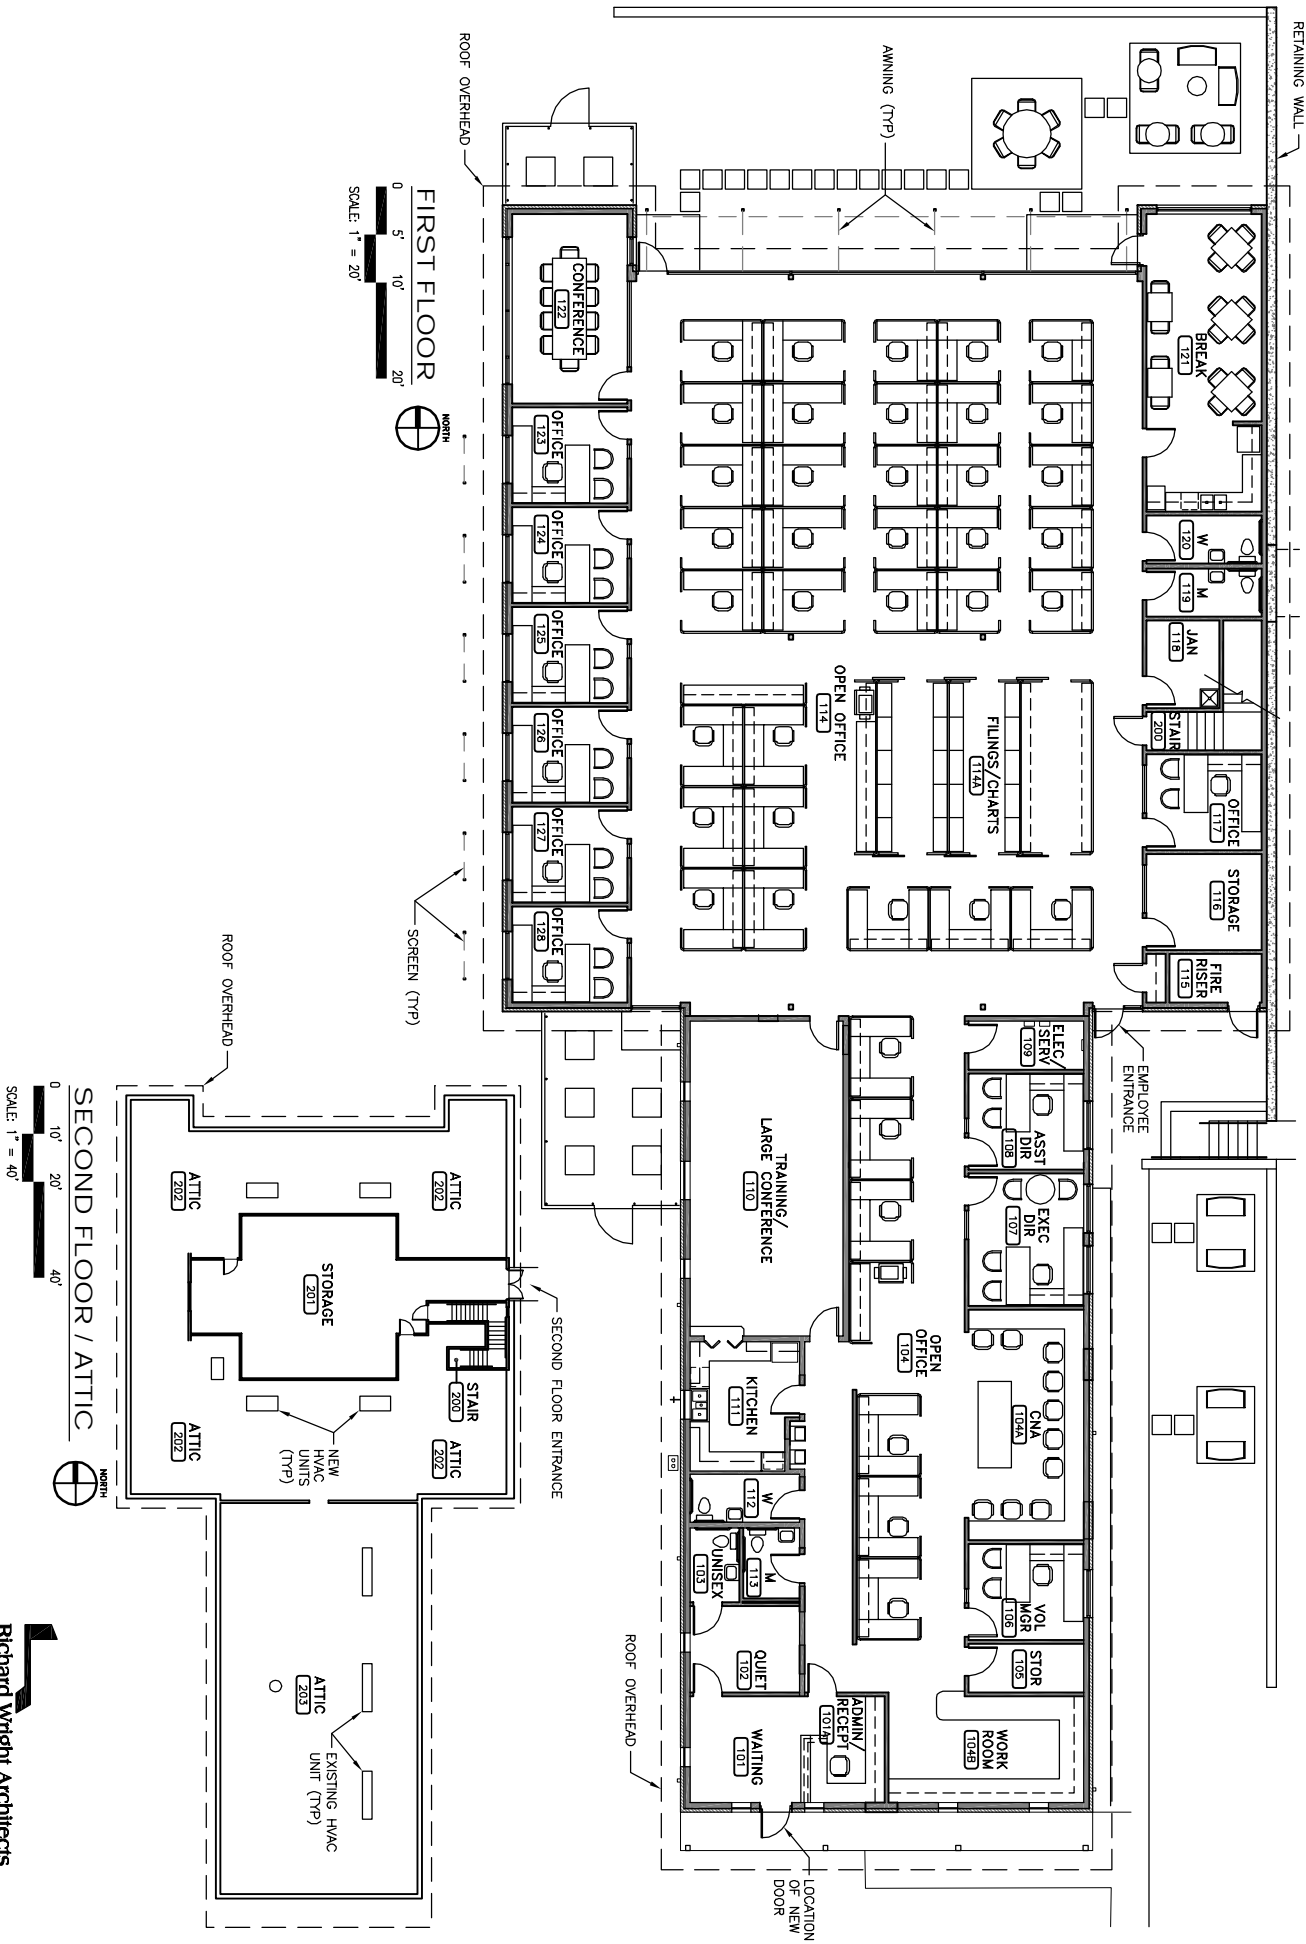 RETAINING WALL
AWNING (TYP)
ROOF OVERHEAD
BREAK
121
W
120
M
119
JAN
118
STAIR
200
OFFICE
117
STORAGE
116
FIRE
RISER
115
EMPLOYEE
ENTRANCE
OPEN OFFICE
114
FILINGS/CHARTS
114A
CONFERENCE
122
OFFICE
123
OFFICE
124
OFFICE
125
OFFICE
126
OFFICE
127
OFFICE
128
SCREEN (TYP)
ELEC/
SERV
109
ASST
DIR
108
EXEC
DIR
107
CNA
104A
VOL
MGR
106
STOR
105
WORK
ROOM
104B
OPEN
OFFICE
104
TRAINING/
LARGE CONFERENCE
110
KITCHEN
111
W
112
M
113
UNISEX
103
QUIET
102
ADMIN/
RECEPT
101A
WAITING
101
LOCATION
OF NEW
DOOR
ROOF OVERHEAD
FIRST FLOOR
0 5' 10' 20'
SCALE: 1" = 20'
NORTH
ROOF OVERHEAD
SECOND FLOOR ENTRANCE
ATTIC
202
ATTIC
202
STORAGE
201
STAIR
200
ATTIC
202
ATTIC
202
NEW
HVAC
UNITS
(TYP)
ATTIC
203
EXISTING HVAC
UNIT (TYP)
SECOND FLOOR / ATTIC
0 10' 20' 40'
SCALE: 1" = 40'
NORTH
Richard Wright Architects